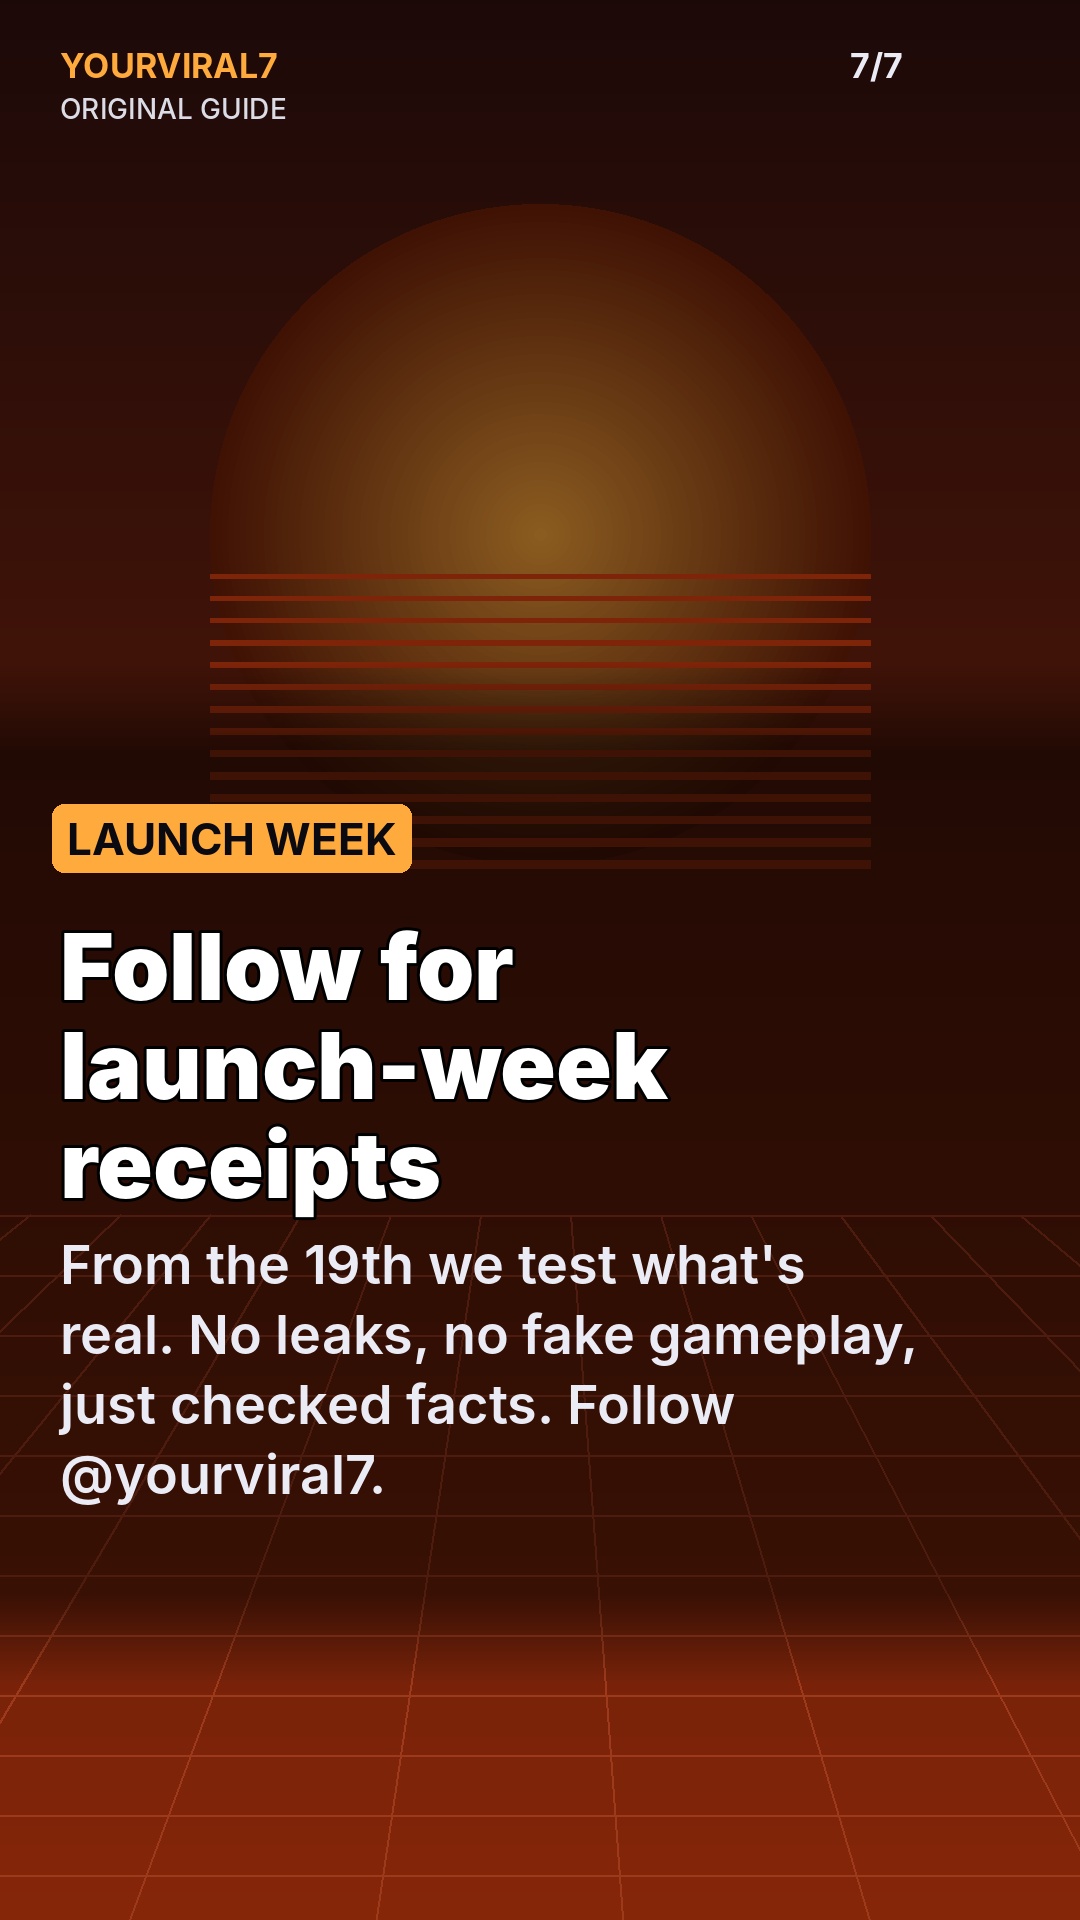 YOURVIRAL7
7/7
ORIGINAL GUIDE
LAUNCH WEEK
Follow for
launch-week
receipts
From the 19th we test what's
real. No leaks, no fake gameplay,
just checked facts. Follow
@yourviral7.